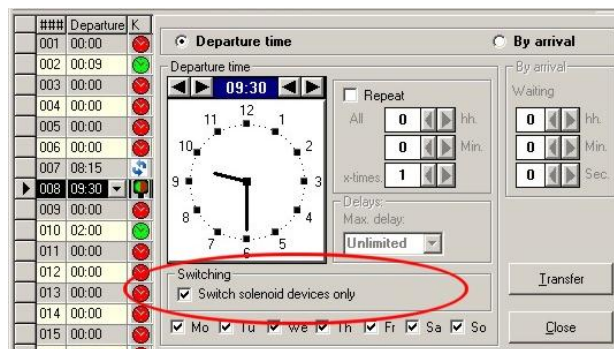 ### Departure K
001 00:00
002 00:09
003 00:00
004 00:00
005 00:00
006 00:00
007 08:15
008 09:30
009 00:00
010 02:00
011 00:00
012 00:00
013 00:00
014 00:00
015 00:00
Departure time
By arrival
Departure time
09:30
12
1
2
3
4
5
6
7
8
9
10
11
Repeat
All 0 hh.
0 Min.
x-times. 1
Delays:
Max. delay:
Unlimited
By arrival
Waiting
0 hh.
0 Min.
0 Sec.
Switching
Switch solenoid devices only
Mo Tu We Th Fr Sa So
Transfer
Close